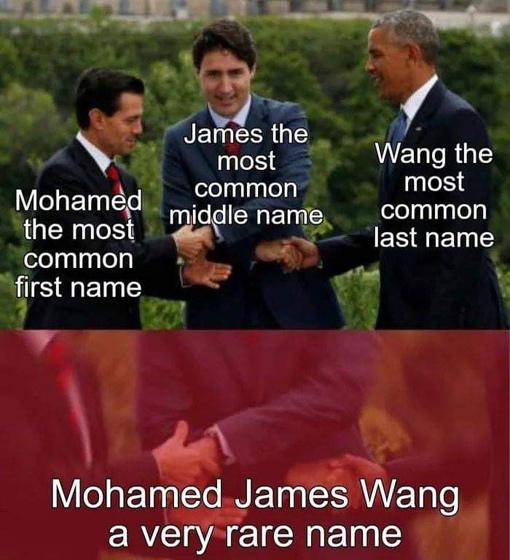 Mohamed
the most
common
first name
James the
most
common
middle name
Wang the
most
common
last name
Mohamed James Wang
a very rare name